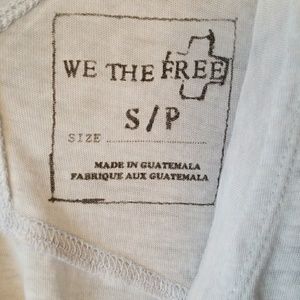 WE THE FREE
S/P
SIZE
MADE IN GUATEMALA
FABRIQUE AUX GUATEMALA